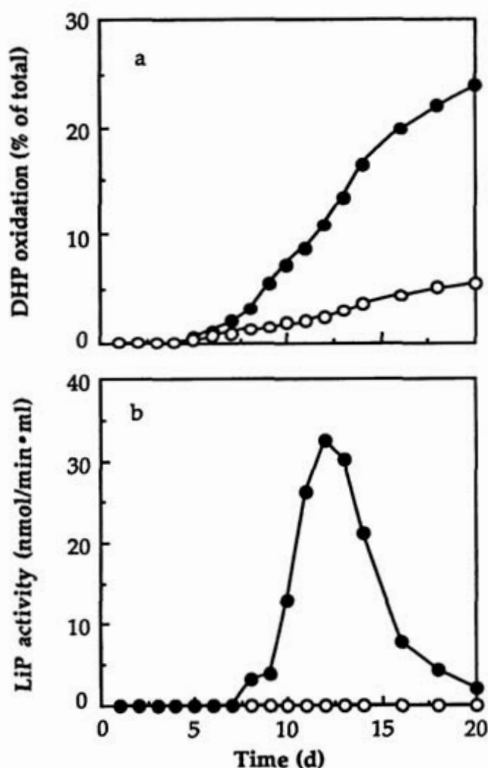 a
30
20
10
0
DHP oxidation (% of total)
b
40
30
20
10
0
LiP activity (nmol/min•ml)
0 5 10 15 20
Time (d)